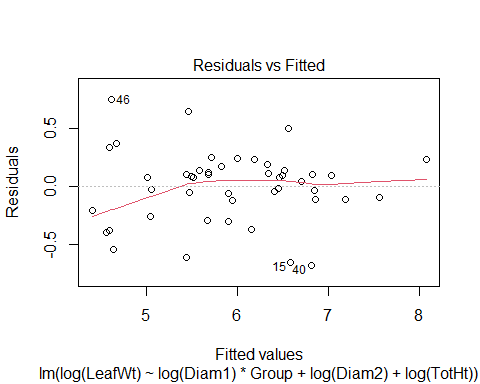 Residuals vs Fitted
Residuals
0.5
0.0
-0.5
46
15
40
5
6
7
8
Fitted values
lm(log(LeafWt) ~ log(Diam1) * Group + log(Diam2) + log(TotHt))